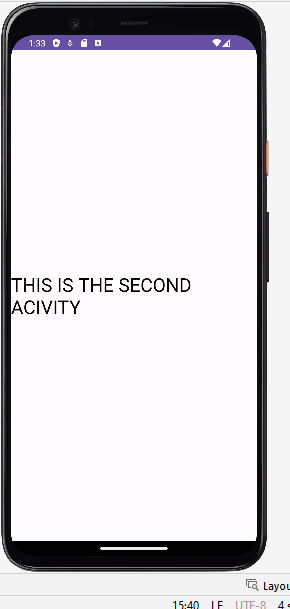 1:33
THIS IS THE SECOND
ACIVITY
Layou
15:40 LF UTF-8 4 s